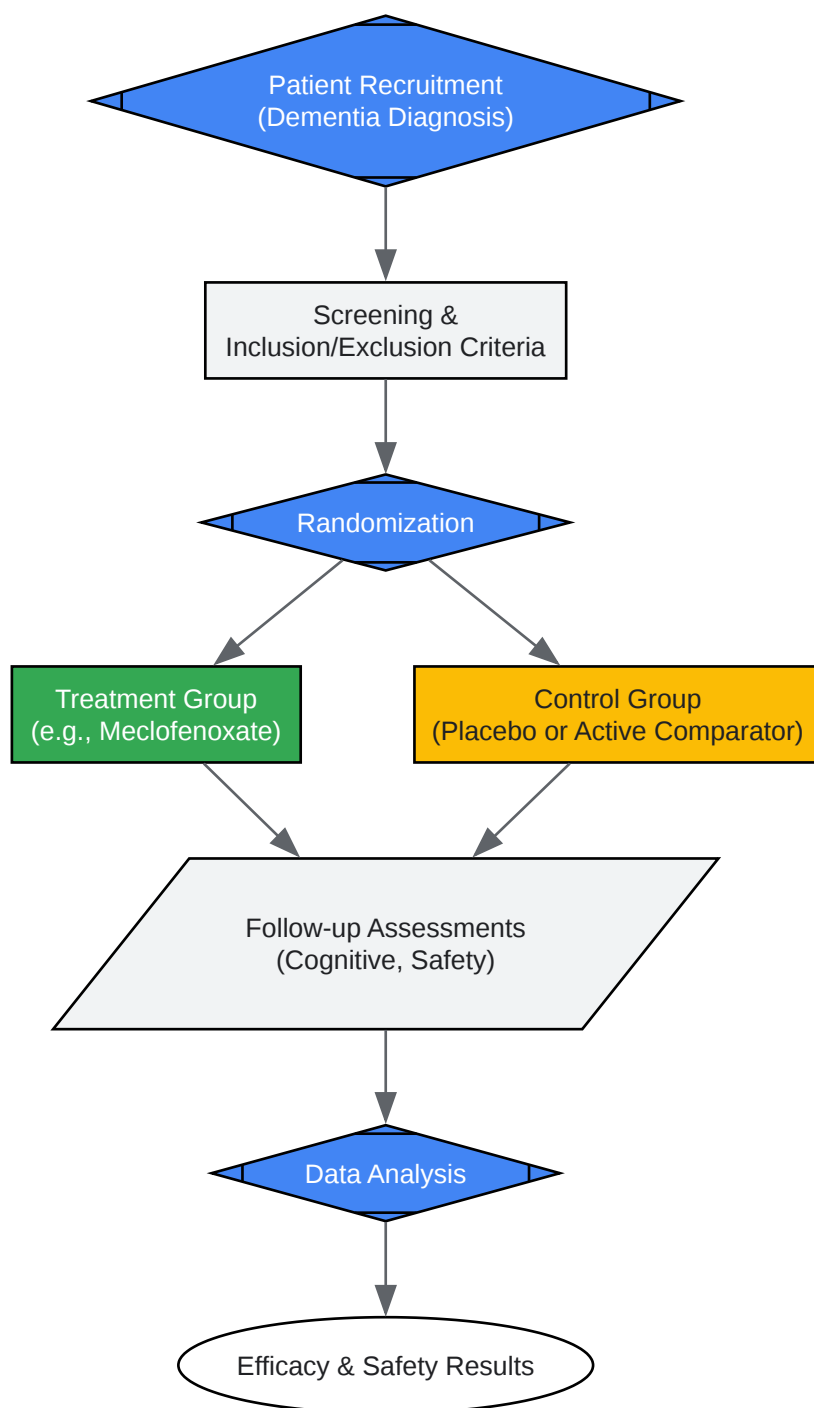 Patient Recruitment
(Dementia Diagnosis)
Screening &
Inclusion/Exclusion Criteria
Randomization
Treatment Group
(e.g., Meclofenoxate)
Control Group
(Placebo or Active Comparator)
Follow-up Assessments
(Cognitive, Safety)
Data Analysis
Efficacy & Safety Results